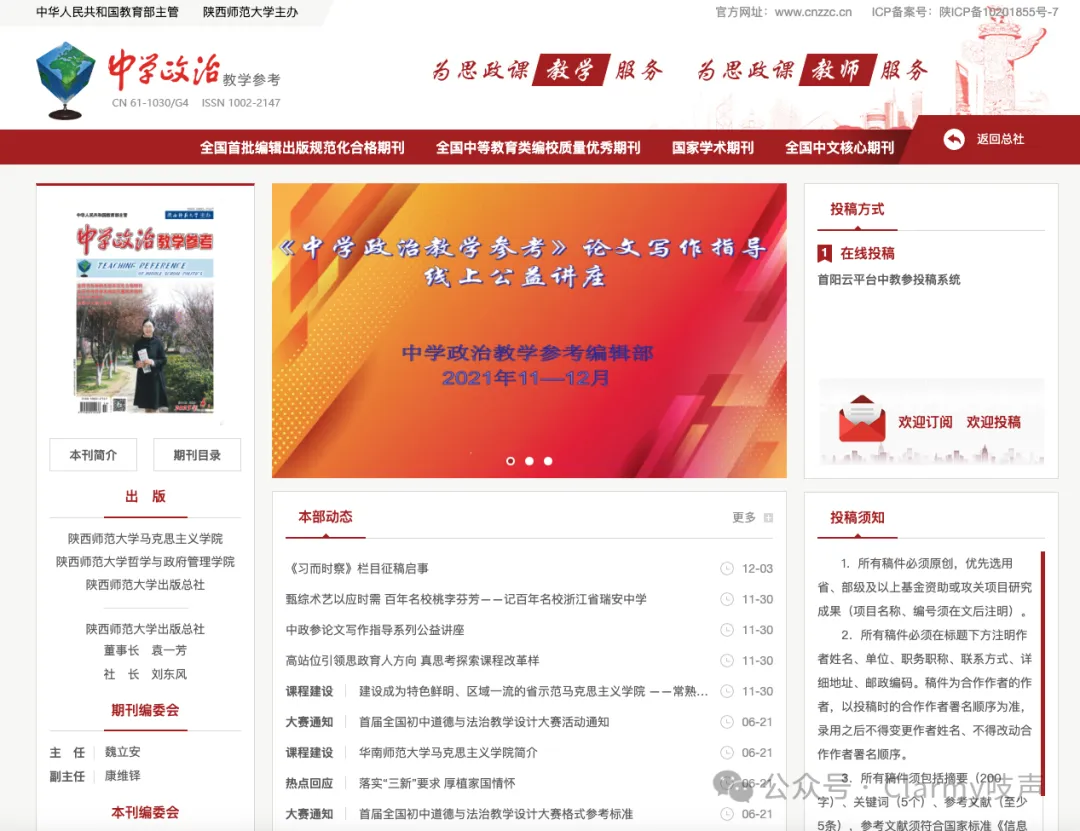 中华人民共和国教育部主管 陕西师范大学主办
官方网址：www.cnzzc.cn ICP备案号：陕ICP备10201855号-7
中学政治教学参考
CN 61-1030/G4 ISSN 1002-2147
为思政课教学服务 为思政课教师服务
全国首批编辑出版规范化合格期刊 全国中等教育类编校质量优秀期刊 国家学术期刊 全国中文核心期刊
返回总社
中华人民共和国教育部主管
中学政治教学参考
TEACHING REFERENCE
OF MIDDLE SCHOOL POLITICS
本刊简介 期刊目录
出 版
陕西师范大学马克思主义学院
陕西师范大学哲学与政府管理学院
陕西师范大学出版总社
陕西师范大学出版总社
董事长 袁一芳
社 长 刘东风
期刊编委会
主 任 魏立安
副主任 康维铎
本刊编委会
《中学政治教学参考》论文写作指导
线上公益讲座
中学政治教学参考编辑部
2021年11—12月
本部动态 更多
《习而时察》栏目征稿启事 12-03
甄综术艺以应时需 百年名校桃李芬芳——记百年名校浙江省瑞安中学 11-30
中政参论文写作指导系列公益讲座 11-30
高站位引领思政育人方向 真思考探索课程改革样 11-30
课程建设 建设成为特色鲜明、区域一流的省示范马克思主义学院 ——常熟... 11-30
大赛通知 首届全国初中道德与法治教学设计大赛活动通知 06-21
课程建设 华南师范大学马克思主义学院简介 06-21
热点回应 落实“三新”要求 厚植家国情怀 06-21
大赛通知 首届全国初中道德与法治教学设计大赛格式参考标准 06-21
投稿方式
1 在线投稿
首阳云平台中教参投稿系统
欢迎订阅 欢迎投稿
投稿须知
1. 所有稿件必须原创，优先选用
省、部级及以上基金资助或攻关项目研究
成果（项目名称、编号须在文后注明）。
2. 所有稿件必须在标题下方注明作
者姓名、单位、职务职称、联系方式、详
细地址、邮政编码。稿件为合作作者的作
者，以投稿时的合作作者署名顺序为准，
录用之后不得变更作者姓名、不得改动合
作作者署名顺序。
3. 所有稿件须包括摘要（200
字）、关键词（5个）、参考文献（至少
5条）、参考文献须符合国家标准《信息
公众号·CTarmy吱声